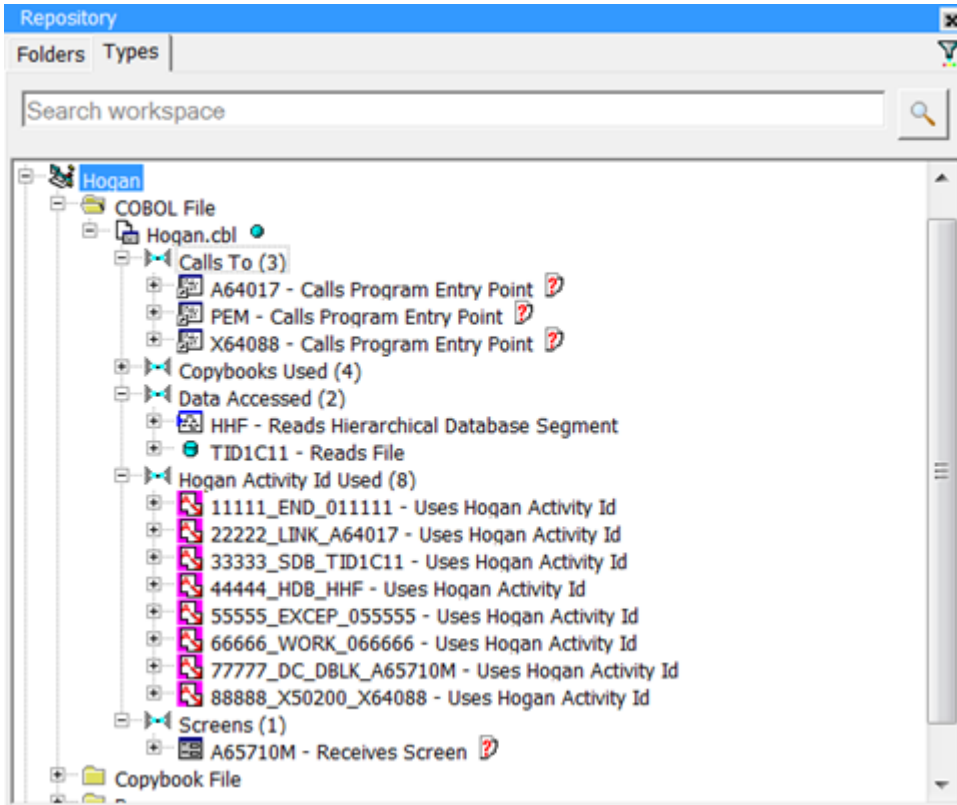 Repository
Folders Types
Search workspace
Hogan
COBOL File
Hogan.cbl
Calls To (3)
A64017 - Calls Program Entry Point
PEM - Calls Program Entry Point
X64088 - Calls Program Entry Point
Copybooks Used (4)
Data Accessed (2)
HHF - Reads Hierarchical Database Segment
TID1C11 - Reads File
Hogan Activity Id Used (8)
11111_END_011111 - Uses Hogan Activity Id
22222_LINK_A64017 - Uses Hogan Activity Id
33333_SDB_TID1C11 - Uses Hogan Activity Id
44444_HDB_HHF - Uses Hogan Activity Id
55555_EXCEP_055555 - Uses Hogan Activity Id
66666_WORK_066666 - Uses Hogan Activity Id
77777_DC_DBLK_A65710M - Uses Hogan Activity Id
88888_X50200_X64088 - Uses Hogan Activity Id
Screens (1)
A65710M - Receives Screen
Copybook File